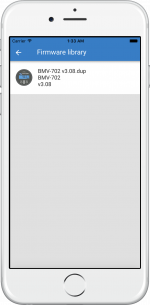 Carrier
1:33 AM
Firmware library
BMV-702 v3.08.dup
BMV-702
v3.08